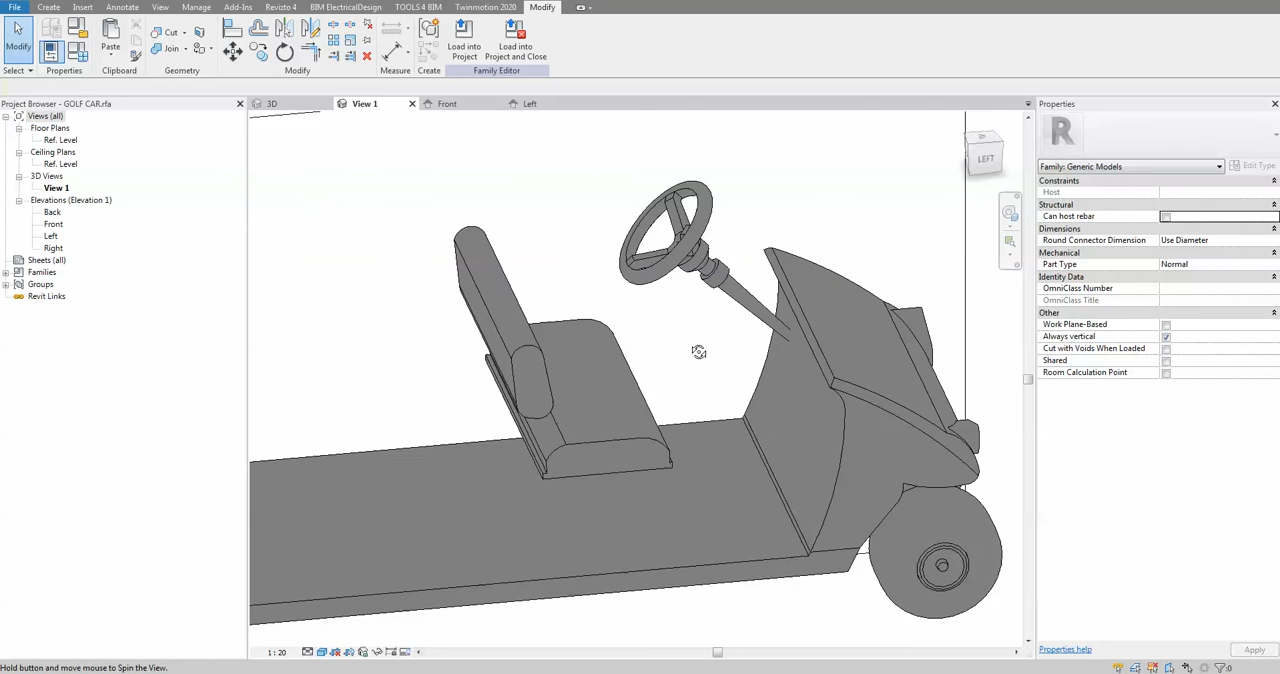 File Create Insert Annotate View Manage Add-Ins Revizto 4 BIM ElectricalDesign TOOLS 4 BIM Twinmotion 2020 Modify
Modify
Paste
Cut
Join
Load into Project
Load into Project and Close
Select Properties Clipboard Geometry Modify Measure Create Family Editor
Project Browser - GOLF CAR.rfa
Views (all)
Floor Plans
Ref. Level
Ceiling Plans
Ref. Level
3D Views
View 1
Elevations (Elevation 1)
Back
Front
Left
Right
Sheets (all)
Families
Groups
Revit Links
3D View 1 Front Left
LEFT
1 : 20
Properties
R
Family: Generic Models
Edit Type
Constraints
Host
Structural
Can host rebar
Dimensions
Round Connector Dimension Use Diameter
Mechanical
Part Type Normal
Identity Data
OmniClass Number
OmniClass Title
Other
Work Plane-Based
Always vertical
Cut with Voids When Loaded
Shared
Room Calculation Point
Properties help
Apply
Hold button and move mouse to Spin the View.
:0